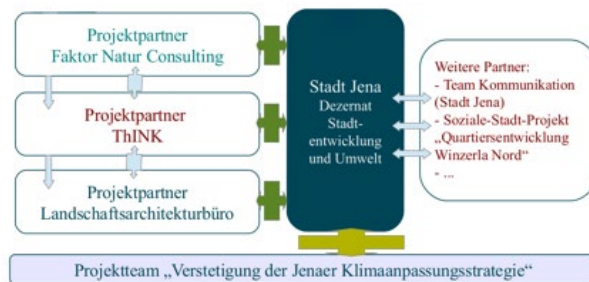 Projektpartner
Faktor Natur Consulting
Projektpartner
ThINK
Projektpartner
Landschaftsarchitekturbüro
Stadt Jena
Dezernat
Stadt-
entwicklung
und Umwelt
Weitere Partner:
- Team Kommunikation
(Stadt Jena)
- Soziale-Stadt-Projekt
„Quartiersentwicklung
Winzerla Nord“
- ...
Projektteam „Verstetigung der Jenaer Klimaanpassungsstrategie“